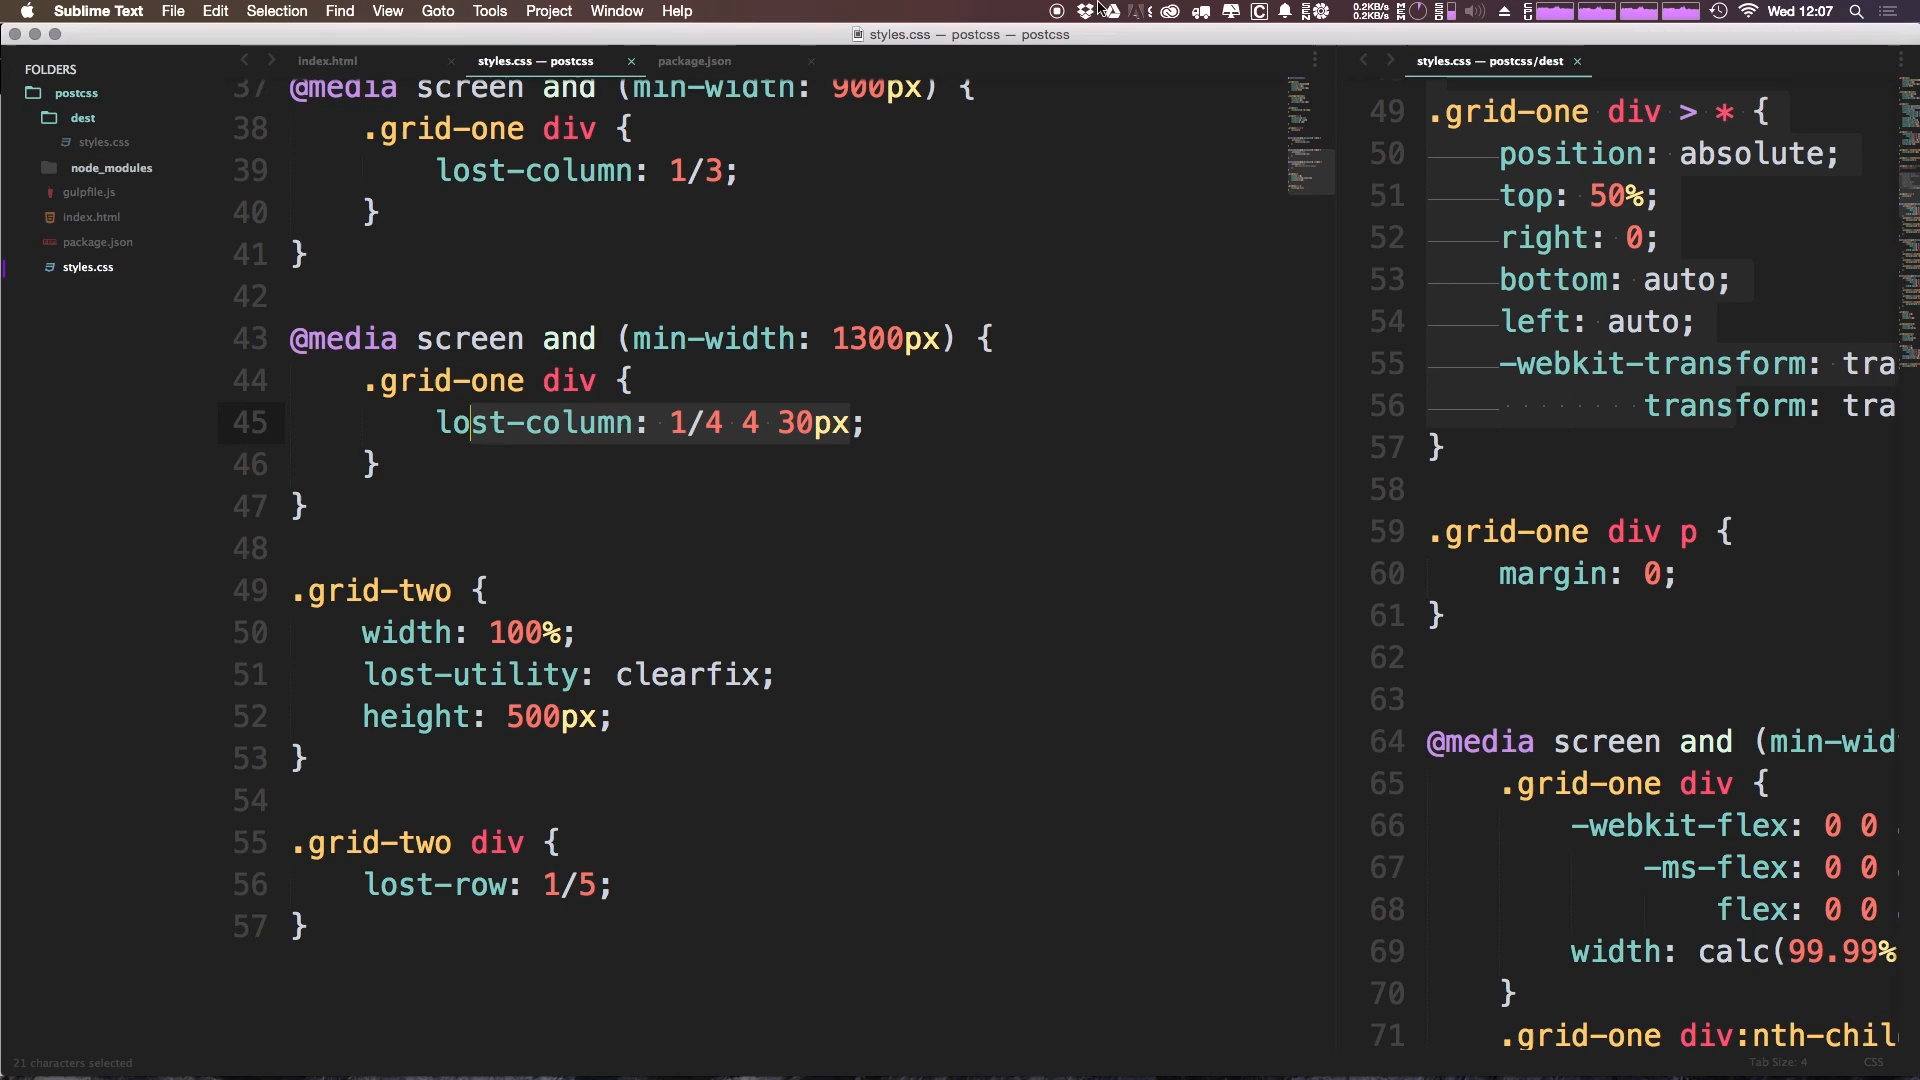 Sublime Text File Edit Selection Find View Goto Tools Project Window Help
0.2KB/s
0.2KB/s
Wed 12:07
styles.css — postcss — postcss
FOLDERS
postcss
dest
styles.css
node_modules
gulpfile.js
index.html
package.json
styles.css
index.html
styles.css — postcss
package.json
37 @media screen and (min-width: 900px) {
38 .grid-one div {
39 lost-column: 1/3;
40 }
41 }
42
43 @media screen and (min-width: 1300px) {
44 .grid-one div {
45 lost-column: 1/4 4 30px;
46 }
47 }
48
49 .grid-two {
50 width: 100%;
51 lost-utility: clearfix;
52 height: 500px;
53 }
54
55 .grid-two div {
56 lost-row: 1/5;
57 }
styles.css — postcss/dest
49 .grid-one div > * {
50 position: absolute;
51 top: 50%;
52 right: 0;
53 bottom: auto;
54 left: auto;
55 -webkit-transform: tra
56 transform: tra
57 }
58
59 .grid-one div p {
60 margin: 0;
61 }
62
63
64 @media screen and (min-wid
65 .grid-one div {
66 -webkit-flex: 0 0
67 -ms-flex: 0 0
68 flex: 0 0
69 width: calc(99.99%
70 }
71 .grid-one div:nth-chil
21 characters selected
Tab Size: 4
CSS